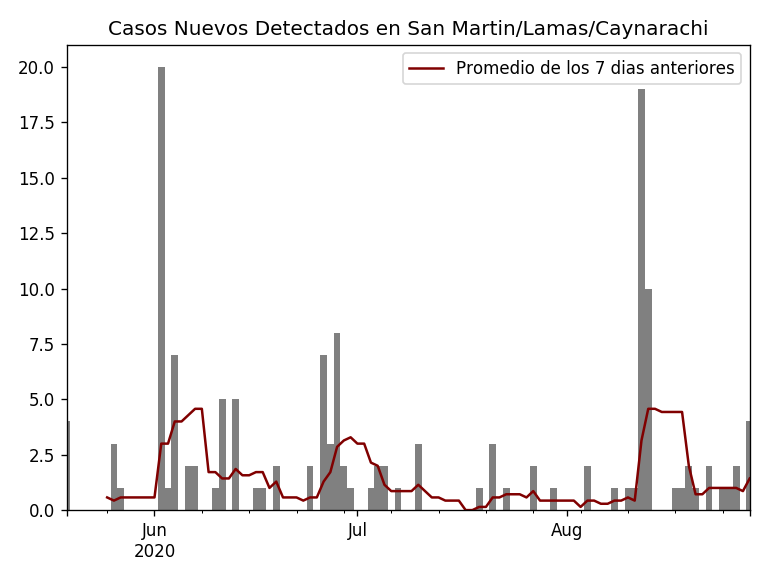 Casos Nuevos Detectados en San Martin/Lamas/Caynarachi
Promedio de los 7 dias anteriores
20.0
17.5
15.0
12.5
10.0
7.5
5.0
2.5
0.0
Jun
2020
Jul
Aug